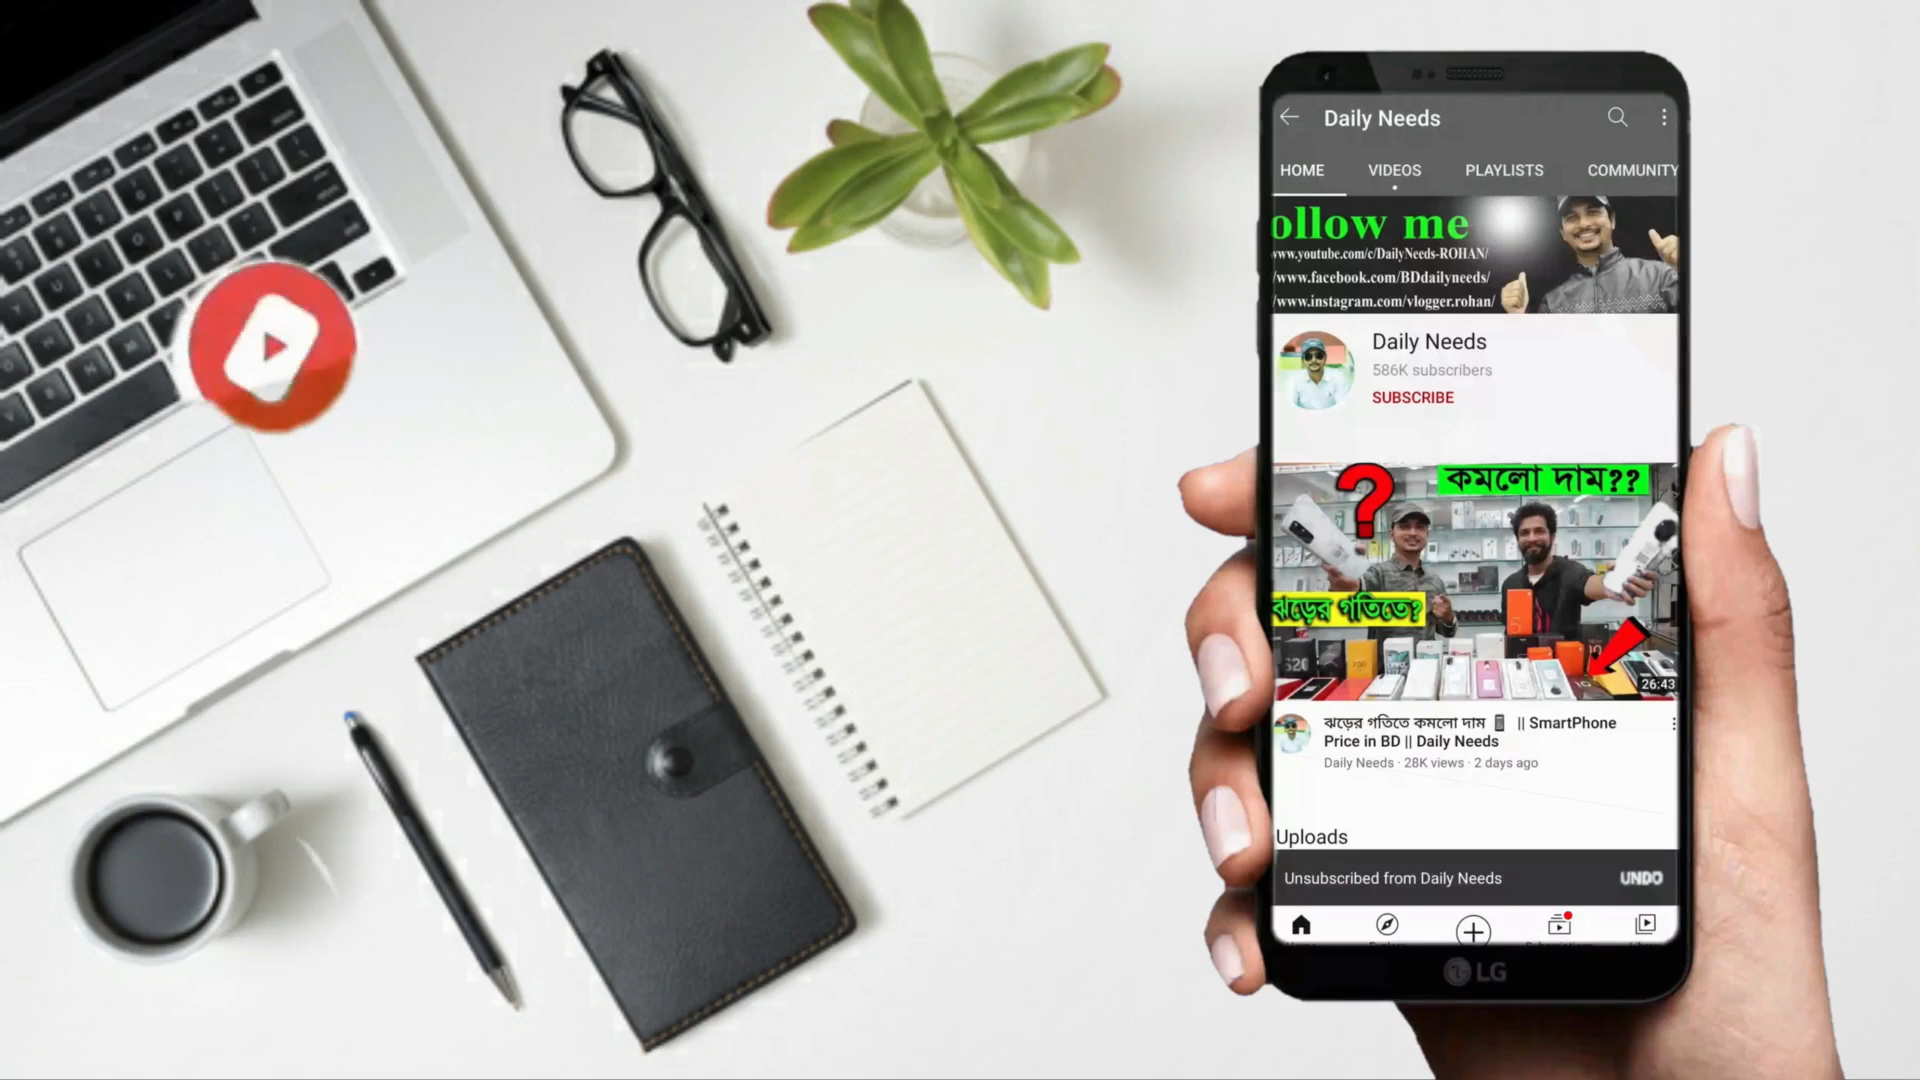 Daily Needs
HOME VIDEOS PLAYLISTS COMMUNITY
ollow me
www.youtube.com/c/DailyNeeds-ROHAN/
/www.facebook.com/BDdailyneeds/
/www.instagram.com/vlogger.rohan/
Daily Needs
586K subscribers
SUBSCRIBE
?
কমলো দাম??
ঝড়ের গতিতে?
S20
26:43
ঝড়ের গতিতে কমলো দাম || SmartPhone
Price in BD || Daily Needs
Daily Needs · 28K views · 2 days ago
Uploads
Unsubscribed from Daily Needs UNDO
LG